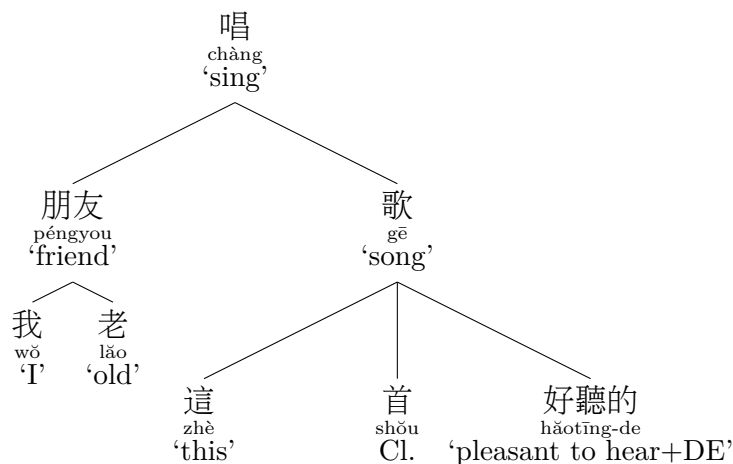 唱
chàng
‘sing’
朋友
péngyou
‘friend’
歌
gē
‘song’
我
wǒ
‘I’
老
lǎo
‘old’
這
zhè
‘this’
首
shǒu
Cl.
好聽的
hǎotīng-de
‘pleasant to hear+DE’